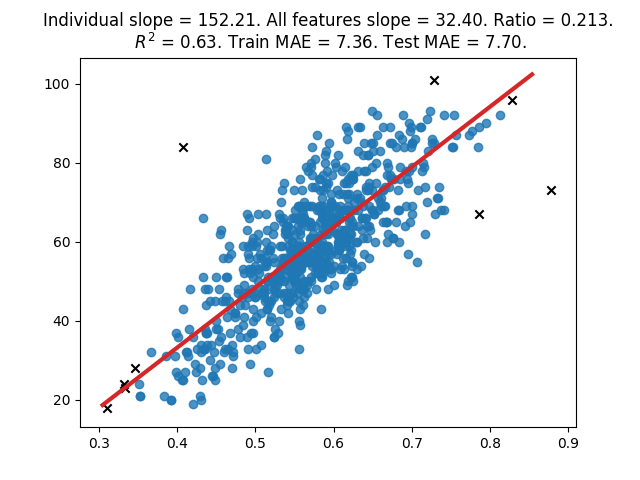 Individual slope = 152.21. All features slope = 32.40. Ratio = 0.213.
R² = 0.63. Train MAE = 7.36. Test MAE = 7.70.
100
80
60
40
20
0.3 0.4 0.5 0.6 0.7 0.8 0.9